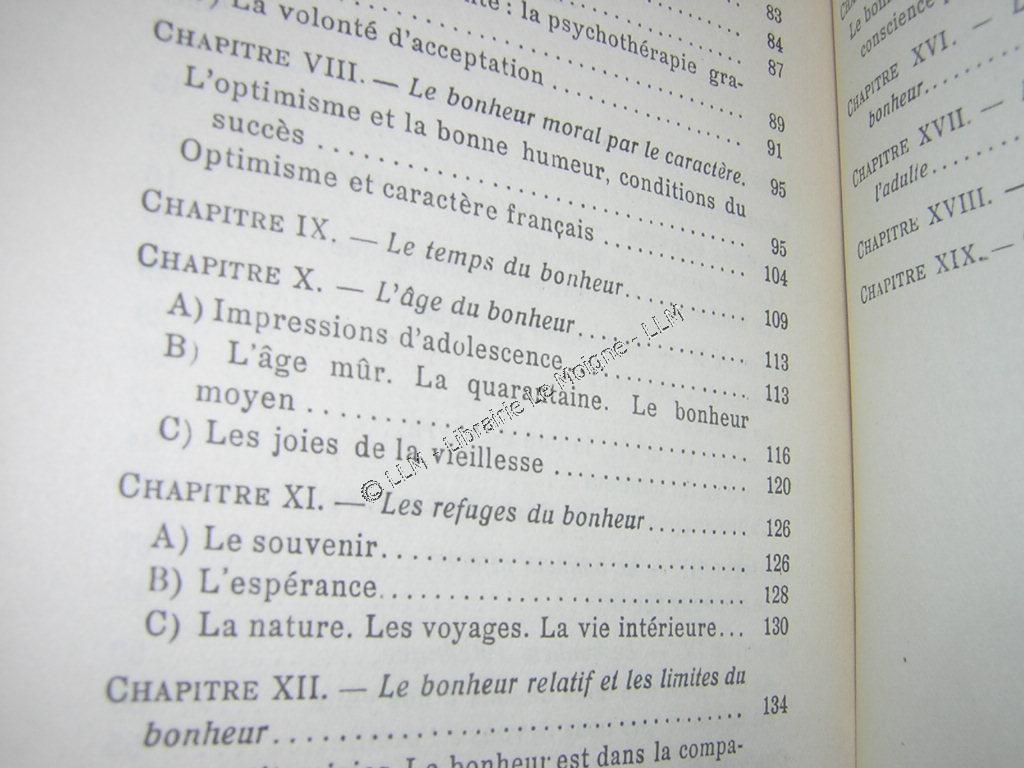 : la psychothérapie gra-
83
84
La volonté d'acceptation ........ 87
CHAPITRE VIII. — Le bonheur moral par le caractère. 89
91
L'optimisme et la bonne humeur, conditions du
succès ........ 95
Optimisme et caractère français ........ 95
CHAPITRE IX. — Le temps du bonheur ........ 104
CHAPITRE X. — L'âge du bonheur ........ 109
A) Impressions d'adolescence ........ 113
B) L'âge mûr. La quarantaine. Le bonheur 113
moyen ........ 116
C) Les joies de la vieillesse ........ 120
CHAPITRE XI. — Les refuges du bonheur ........ 126
A) Le souvenir ........ 126
B) L'espérance ........ 128
C) La nature. Les voyages. La vie intérieure... 130
CHAPITRE XII. — Le bonheur relatif et les limites du
bonheur ........ 134
Le bonheur est dans la compa-
© LLM - Librairie Le Moigne - LLM
conscience
CHAPITRE XVI. —
bonheur...
CHAPITRE XVII. —
l'adulte ........
CHAPITRE XVIII. —
CHAPITRE XIX. —